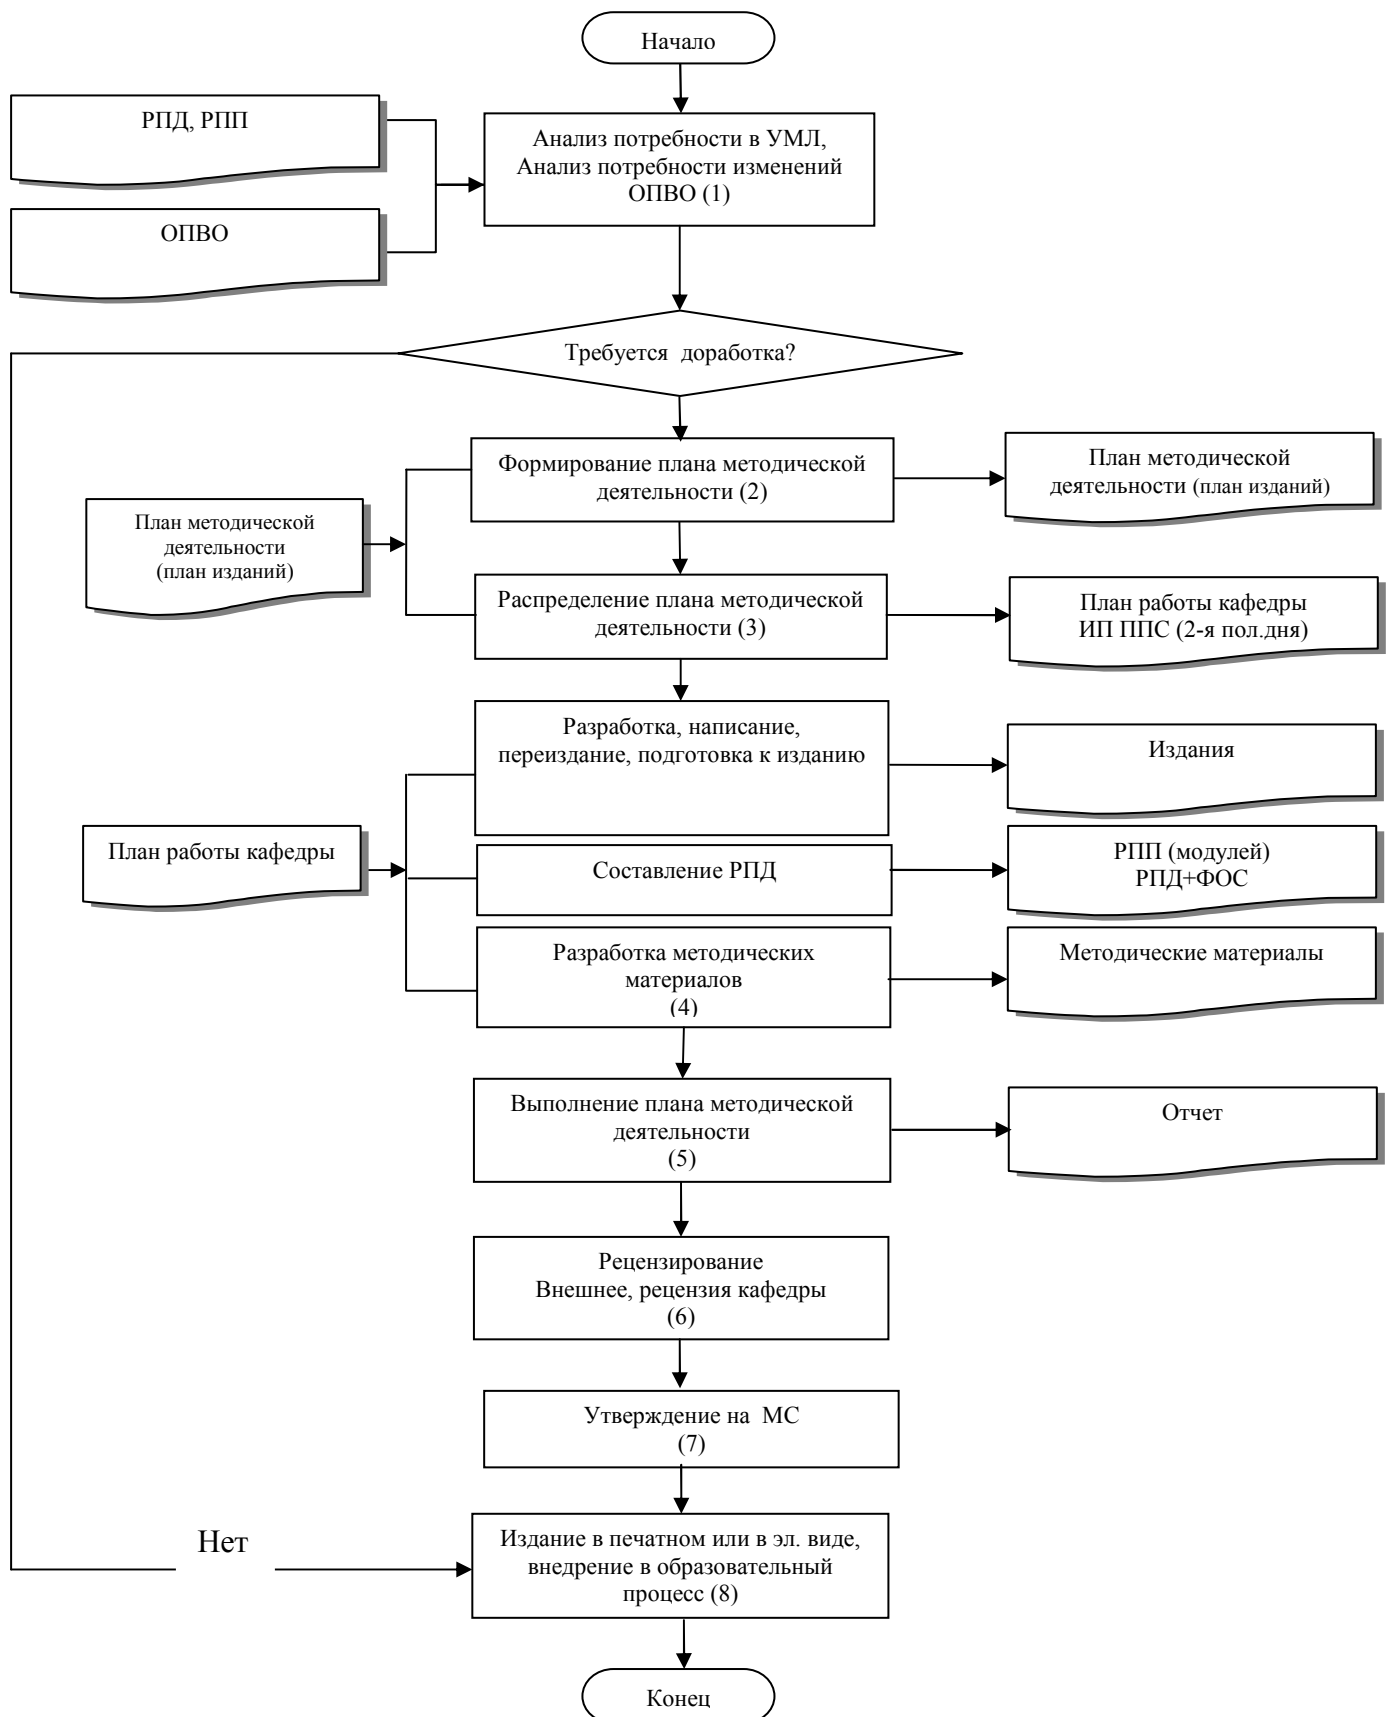 Начало
РПД, РПП
Анализ потребности в УМЛ,
Анализ потребности изменений
ОПВО (1)
ОПВО
Требуется доработка?
Формирование плана методической
деятельности (2)
План методической
деятельности (план изданий)
План методической
деятельности
(план изданий)
Распределение плана методической
деятельности (3)
План работы кафедры
ИП ППС (2-я пол.дня)
Разработка, написание,
переиздание, подготовка к изданию
Издания
План работы кафедры
Составление РПД
РПП (модулей)
РПД+ФОС
Разработка методических
материалов
(4)
Методические материалы
Выполнение плана методической
деятельности
(5)
Отчет
Рецензирование
Внешнее, рецензия кафедры
(6)
Утверждение на МС
(7)
Нет
Издание в печатном или в эл. виде,
внедрение в образовательный
процесс (8)
Конец